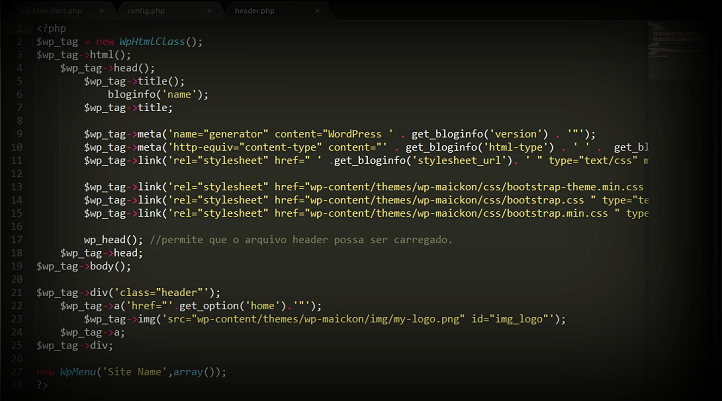 wp-html-class.php × config.php × header.php ×
1 <?php
2 $wp_tag = new WpHtmlClass();
3 $wp_tag->html();
4 $wp_tag->head();
5 $wp_tag->title();
6 bloginfo('name');
7 $wp_tag->title;
8
9 $wp_tag->meta('name="generator" content="WordPress ' . get_bloginfo('version') . '"');
10 $wp_tag->meta('http-equiv="content-type" content="' . get_bloginfo('html-type') . ' ' . get_bl
11 $wp_tag->link('rel="stylesheet" href=" ' .get_bloginfo('stylesheet_url'). ' " type="text/css" m
12
13 $wp_tag->link('rel="stylesheet" href="wp-content/themes/wp-maickon/css/bootstrap-theme.min.css
14 $wp_tag->link('rel="stylesheet" href="wp-content/themes/wp-maickon/css/bootstrap.css " type="te
15 $wp_tag->link('rel="stylesheet" href="wp-content/themes/wp-maickon/css/bootstrap.min.css " type
16
17 wp_head(); //permite que o arquivo header possa ser carregado.
18 $wp_tag->head;
19 $wp_tag->body();
20
21 $wp_tag->div('class="header"');
22 $wp_tag->a('href="'.get_option('home').'"');
23 $wp_tag->img('src="wp-content/themes/wp-maickon/img/my-logo.png" id="img_logo"');
24 $wp_tag->a;
25 $wp_tag->div;
26
27 new WpMenu('Site Name',array());
28 ?>